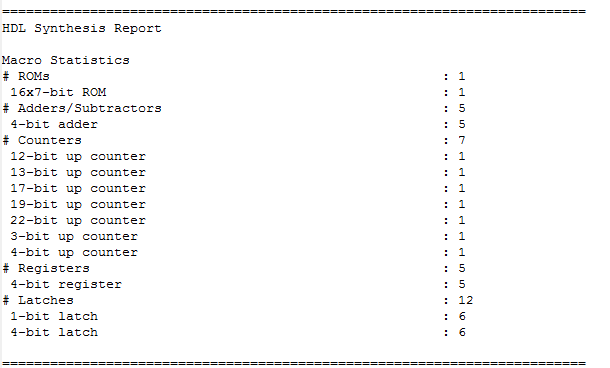 =========================================================================
HDL Synthesis Report

Macro Statistics
# ROMs                                                 : 1
 16x7-bit ROM                                          : 1
# Adders/Subtractors                                   : 5
 4-bit adder                                           : 5
# Counters                                             : 7
 12-bit up counter                                     : 1
 13-bit up counter                                     : 1
 17-bit up counter                                     : 1
 19-bit up counter                                     : 1
 22-bit up counter                                     : 1
 3-bit up counter                                      : 1
 4-bit up counter                                      : 1
# Registers                                            : 5
 4-bit register                                        : 5
# Latches                                              : 12
 1-bit latch                                           : 6
 4-bit latch                                           : 6

=========================================================================